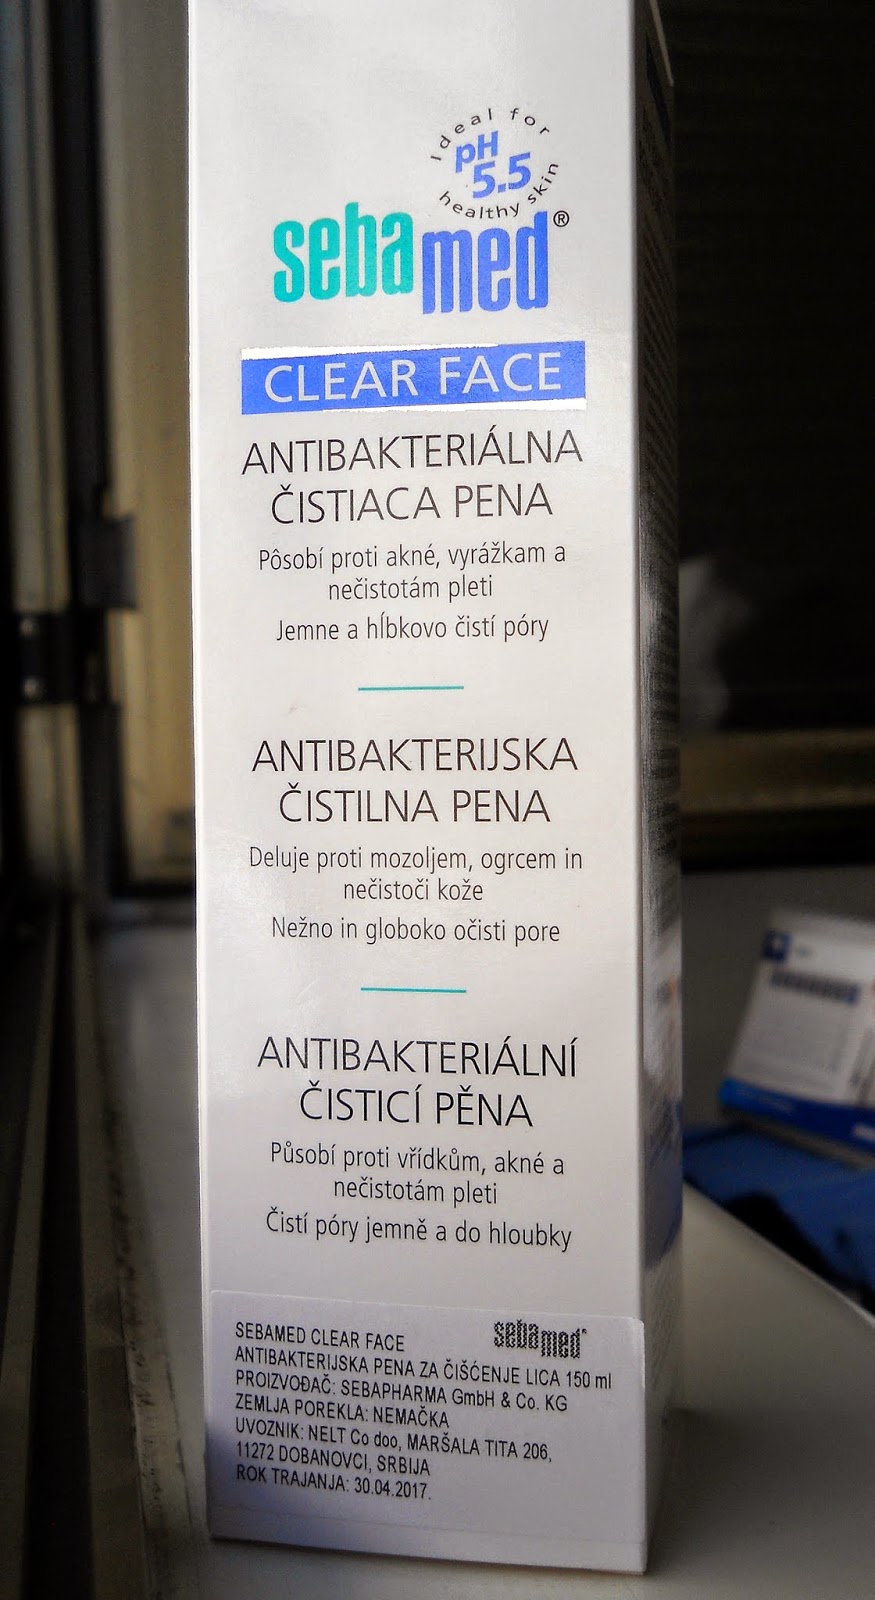 Ideal for
pH
5.5
healthy skin
sebamed®
CLEAR FACE
ANTIBAKTERIÁLNA
ČISTIACA PENA
Pôsobí proti akné, vyrážkam a
nečistotám pleti
Jemne a hĺbkovo čistí póry
ANTIBAKTERIJSKA
ČISTILNA PENA
Deluje proti mozoljem, ogrcem in
nečistoči kože
Nežno in globoko očisti pore
ANTIBAKTERIÁLNÍ
ČISTICÍ PĚNA
Působí proti vřídkům, akné a
nečistotám pleti
Čistí póry jemně a do hloubky
SEBAMED CLEAR FACE sebamed®
ANTIBAKTERIJSKA PENA ZA ČIŠĆENJE LICA 150 ml
PROIZVOĐAČ: SEBAPHARMA GmbH & Co. KG
ZEMLJA POREKLA: NEMAČKA
UVOZNIK: NELT Co doo, MARŠALA TITA 206,
11272 DOBANOVCI, SRBIJA
ROK TRAJANJA: 30.04.2017.